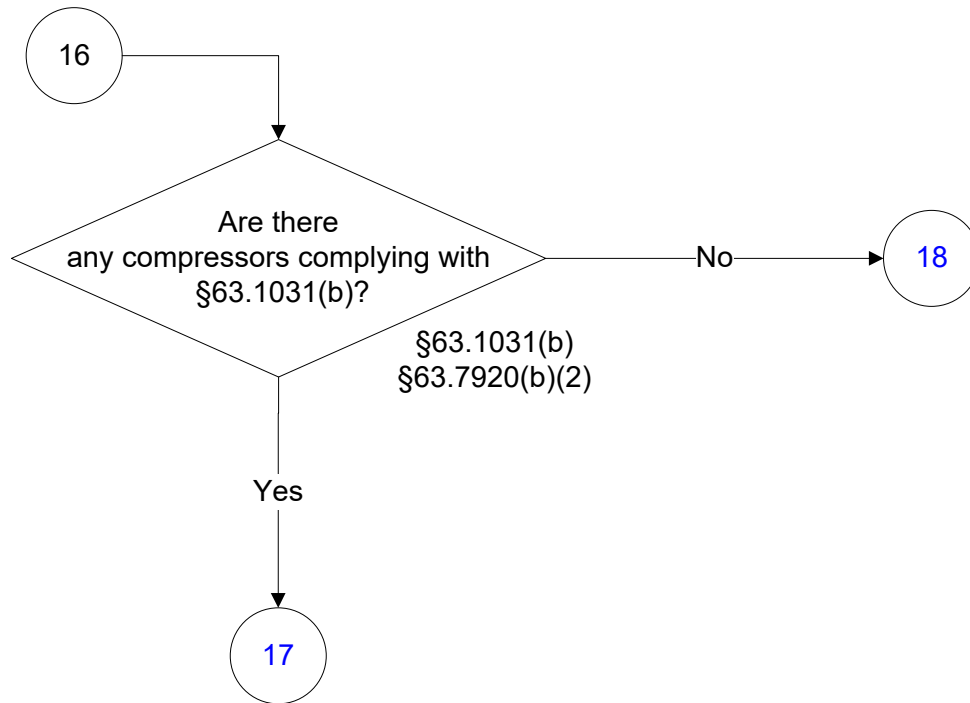 16
Are there
any compressors complying with
§63.1031(b)?
No
18
§63.1031(b)
§63.7920(b)(2)
Yes
17